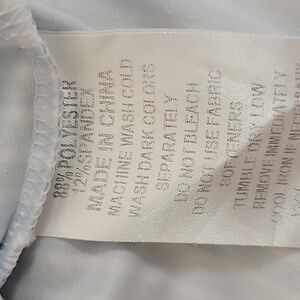 88% POLYESTER
12% SPANDEX
MADE IN CHINA
MACHINE WASH COLD
WASH DARK COLORS
SEPARATELY
DO NOT BLEACH
DO NOT USE FABRIC
SOFTENERS
TUMBLE DRY LOW
REMOVE IMMEDIATELY
COOL IRON IF NECESSARY